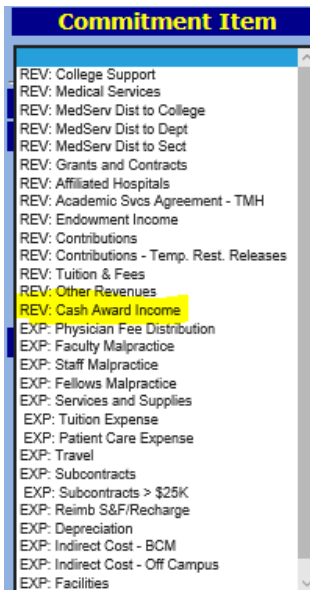 Commitment Item
REV: College Support
REV: Medical Services
REV: MedServ Dist to College
REV: MedServ Dist to Dept
REV: MedServ Dist to Sect
REV: Grants and Contracts
REV: Affiliated Hospitals
REV: Academic Svcs Agreement - TMH
REV: Endowment Income
REV: Contributions
REV: Contributions - Temp. Rest. Releases
REV: Tuition & Fees
REV: Other Revenues
REV: Cash Award Income
EXP: Physician Fee Distribution
EXP: Faculty Malpractice
EXP: Staff Malpractice
EXP: Fellows Malpractice
EXP: Services and Supplies
EXP: Tuition Expense
EXP: Patient Care Expense
EXP: Travel
EXP: Subcontracts
EXP: Subcontracts > $25K
EXP: Reimb S&F/Recharge
EXP: Depreciation
EXP: Indirect Cost - BCM
EXP: Indirect Cost - Off Campus
EXP: Facilities